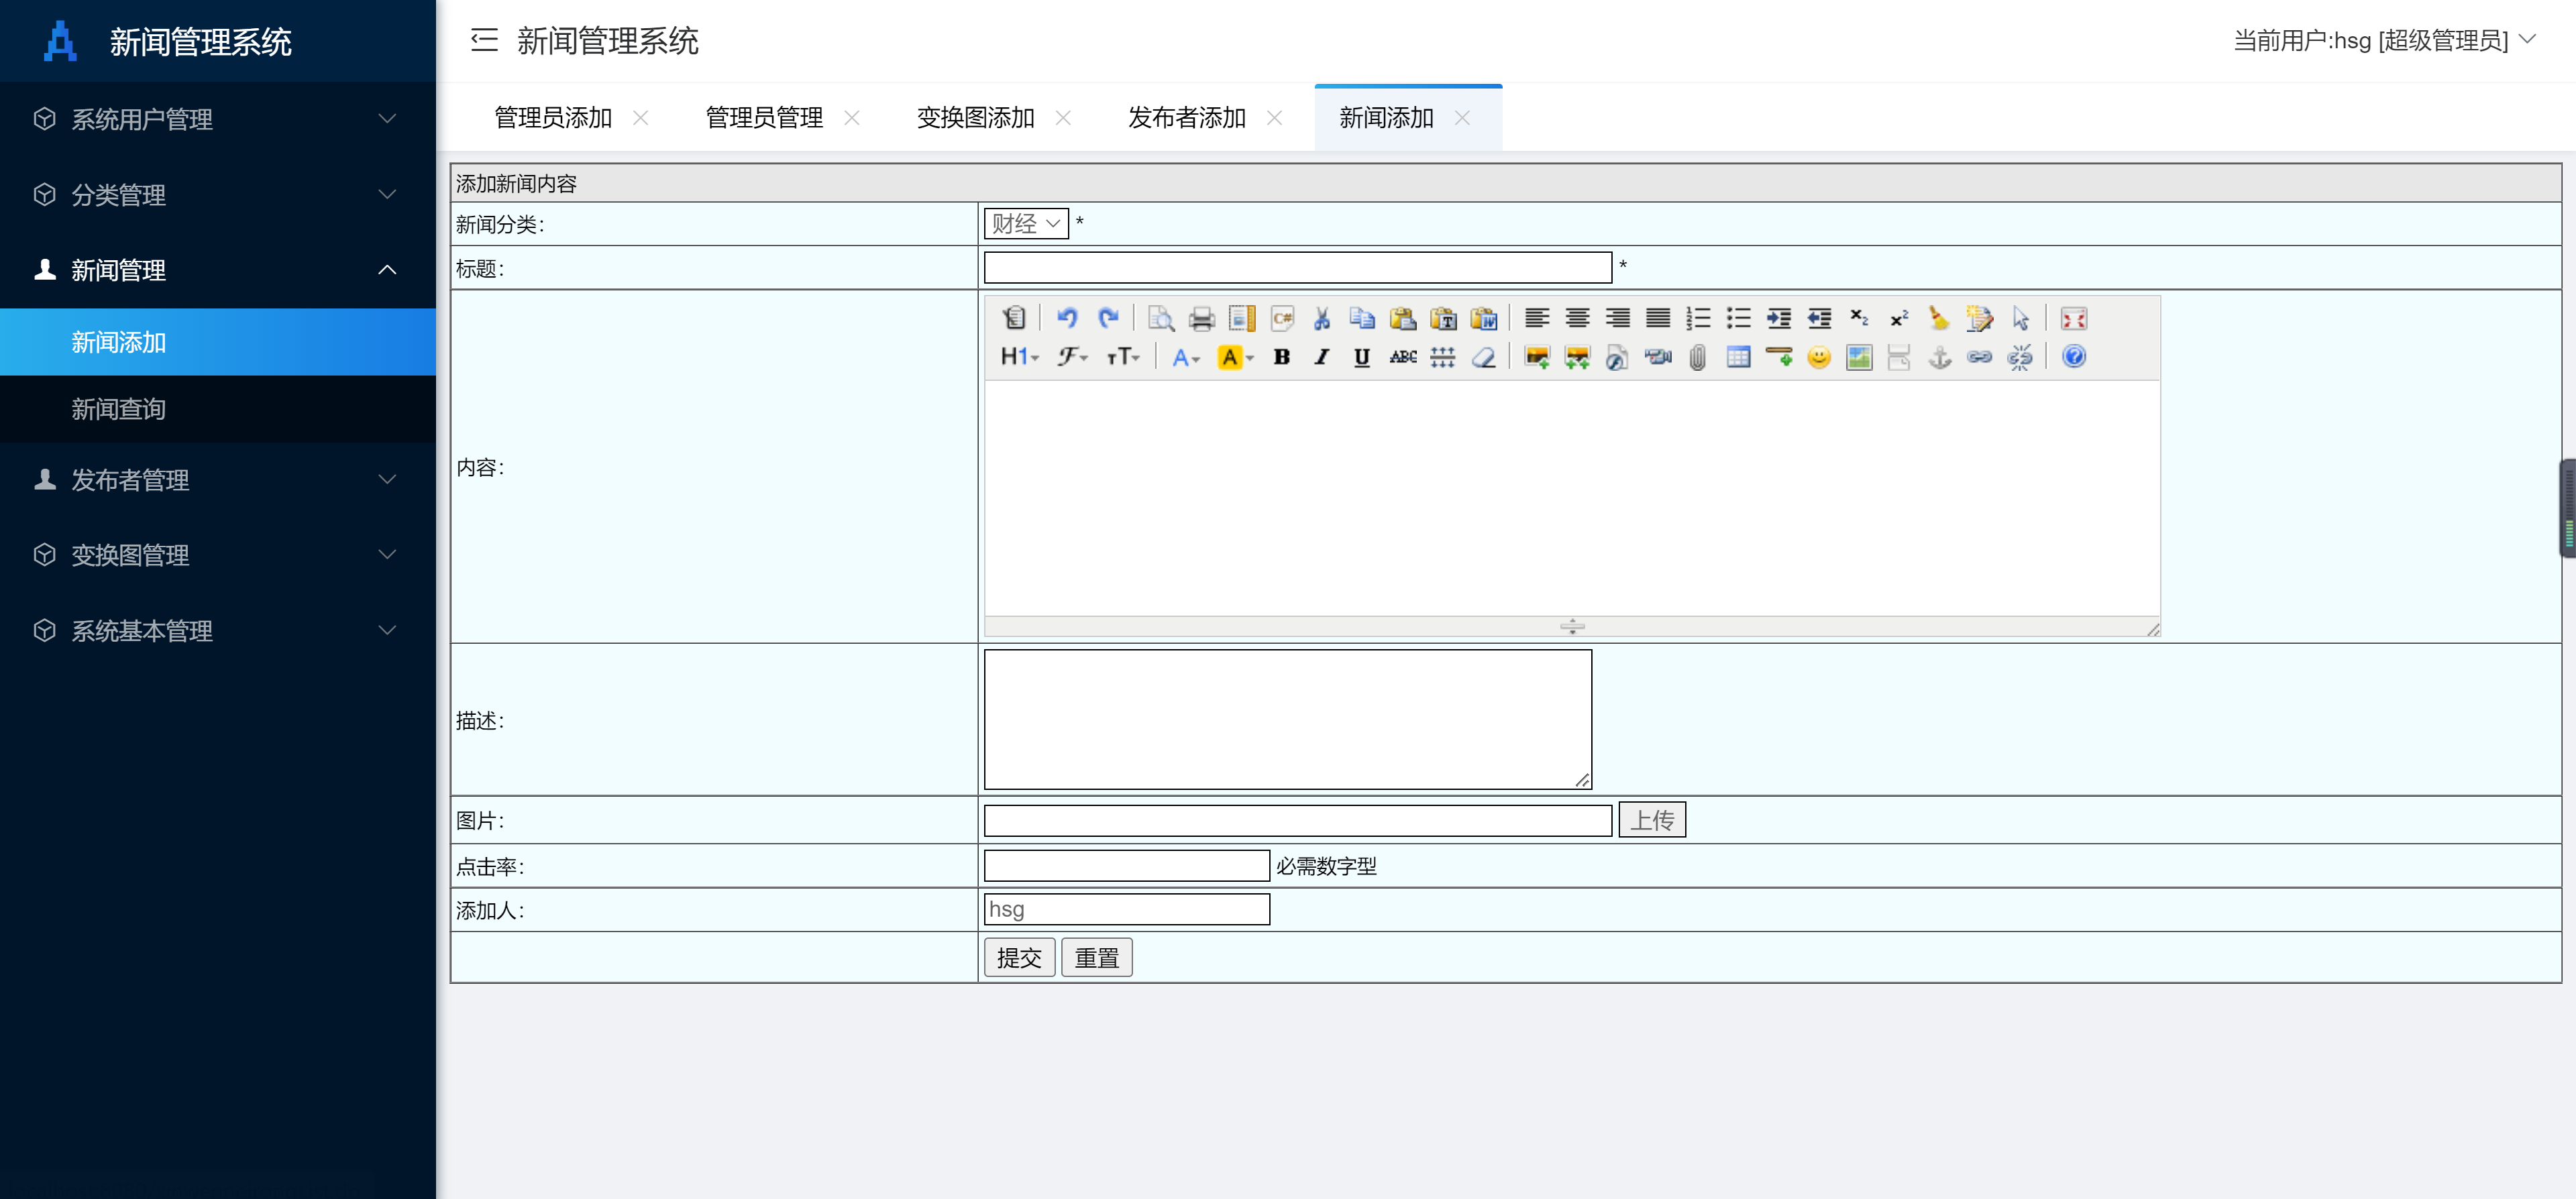 新闻管理系统
系统用户管理
分类管理
新闻管理
新闻添加
新闻查询
发布者管理
变换图管理
系统基本管理
新闻管理系统
当前用户:hsg [超级管理员]
管理员添加 管理员管理 变换图添加 发布者添加 新闻添加
添加新闻内容
新闻分类： 财经 *
标题： *
H1 F тT A A B I U ABC
内容：
描述：
图片： 上传
点击率： 必需数字型
添加人： hsg
提交 重置